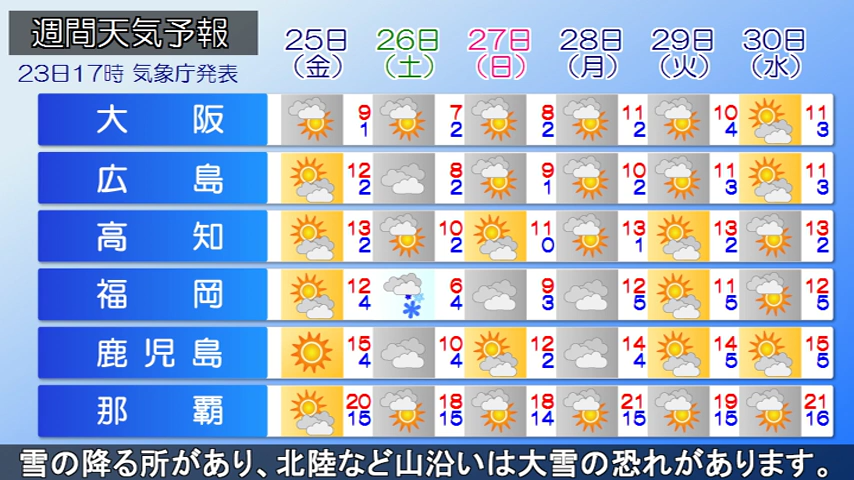 週間天気予報
23日17時 気象庁発表
25日 26日 27日 28日 29日 30日
(金) (土) (日) (月) (火) (水)
大阪 9 1 7 2 8 2 11 2 10 4 11 3
広島 12 2 8 2 9 1 10 2 11 3 11 3
高知 13 2 10 2 11 0 13 1 13 2 13 2
福岡 12 4 6 4 9 3 12 5 11 5 12 5
鹿児島 15 4 10 4 12 2 14 4 14 5 15 5
那覇 20 15 18 15 18 14 21 15 19 15 21 16
雪の降る所があり、北陸など山沿いは大雪の恐れがあります。